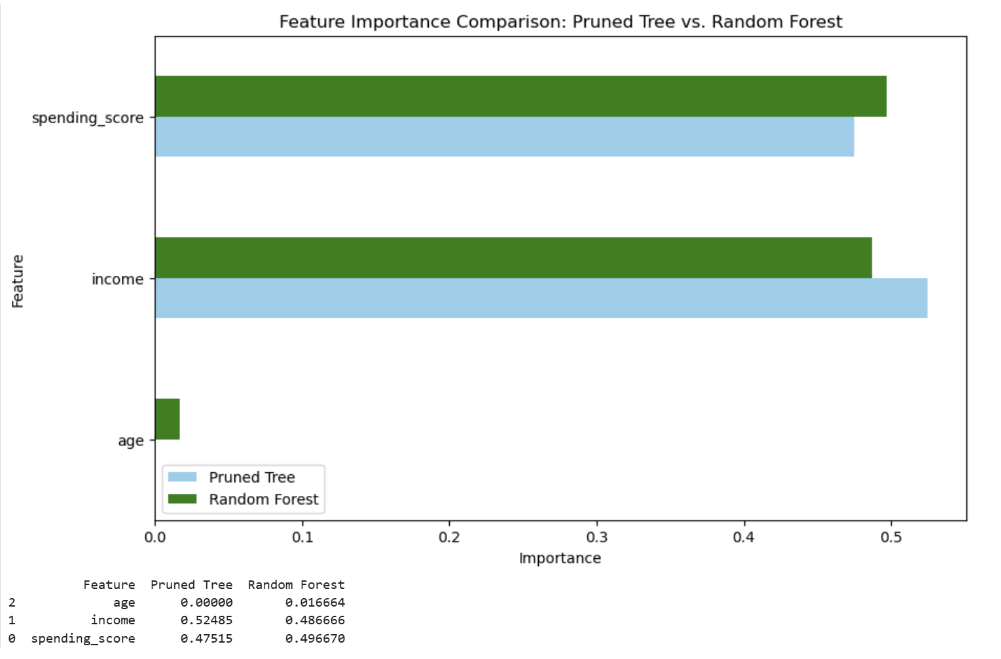 Feature Importance Comparison: Pruned Tree vs. Random Forest
spending_score
income
age
Feature
Pruned Tree
Random Forest
0.0 0.1 0.2 0.3 0.4 0.5
Importance
Feature Pruned Tree Random Forest
2 age 0.00000 0.016664
1 income 0.52485 0.486666
0 spending_score 0.47515 0.496670